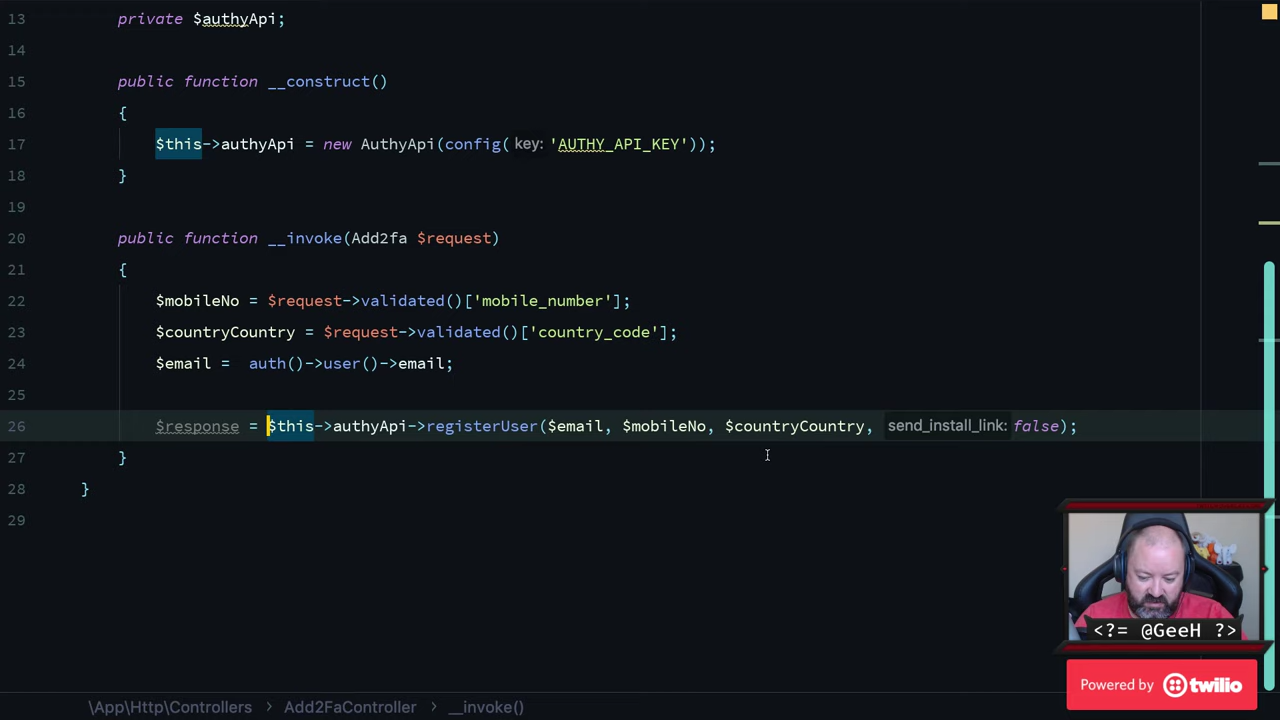 13 private $authyApi;
14
15 public function __construct()
16 {
17 $this->authyApi = new AuthyApi(config( key: 'AUTHY_API_KEY'));
18 }
19
20 public function __invoke(Add2fa $request)
21 {
22 $mobileNo = $request->validated()['mobile_number'];
23 $countryCountry = $request->validated()['country_code'];
24 $email =  auth()->user()->email;
25
26 $response = $this->authyApi->registerUser($email, $mobileNo, $countryCountry, send_install_link: false);
27 }
28 }
29
<?= @GeeH ?>
Powered by twilio
\App\Http\Controllers > Add2FaController > __invoke()